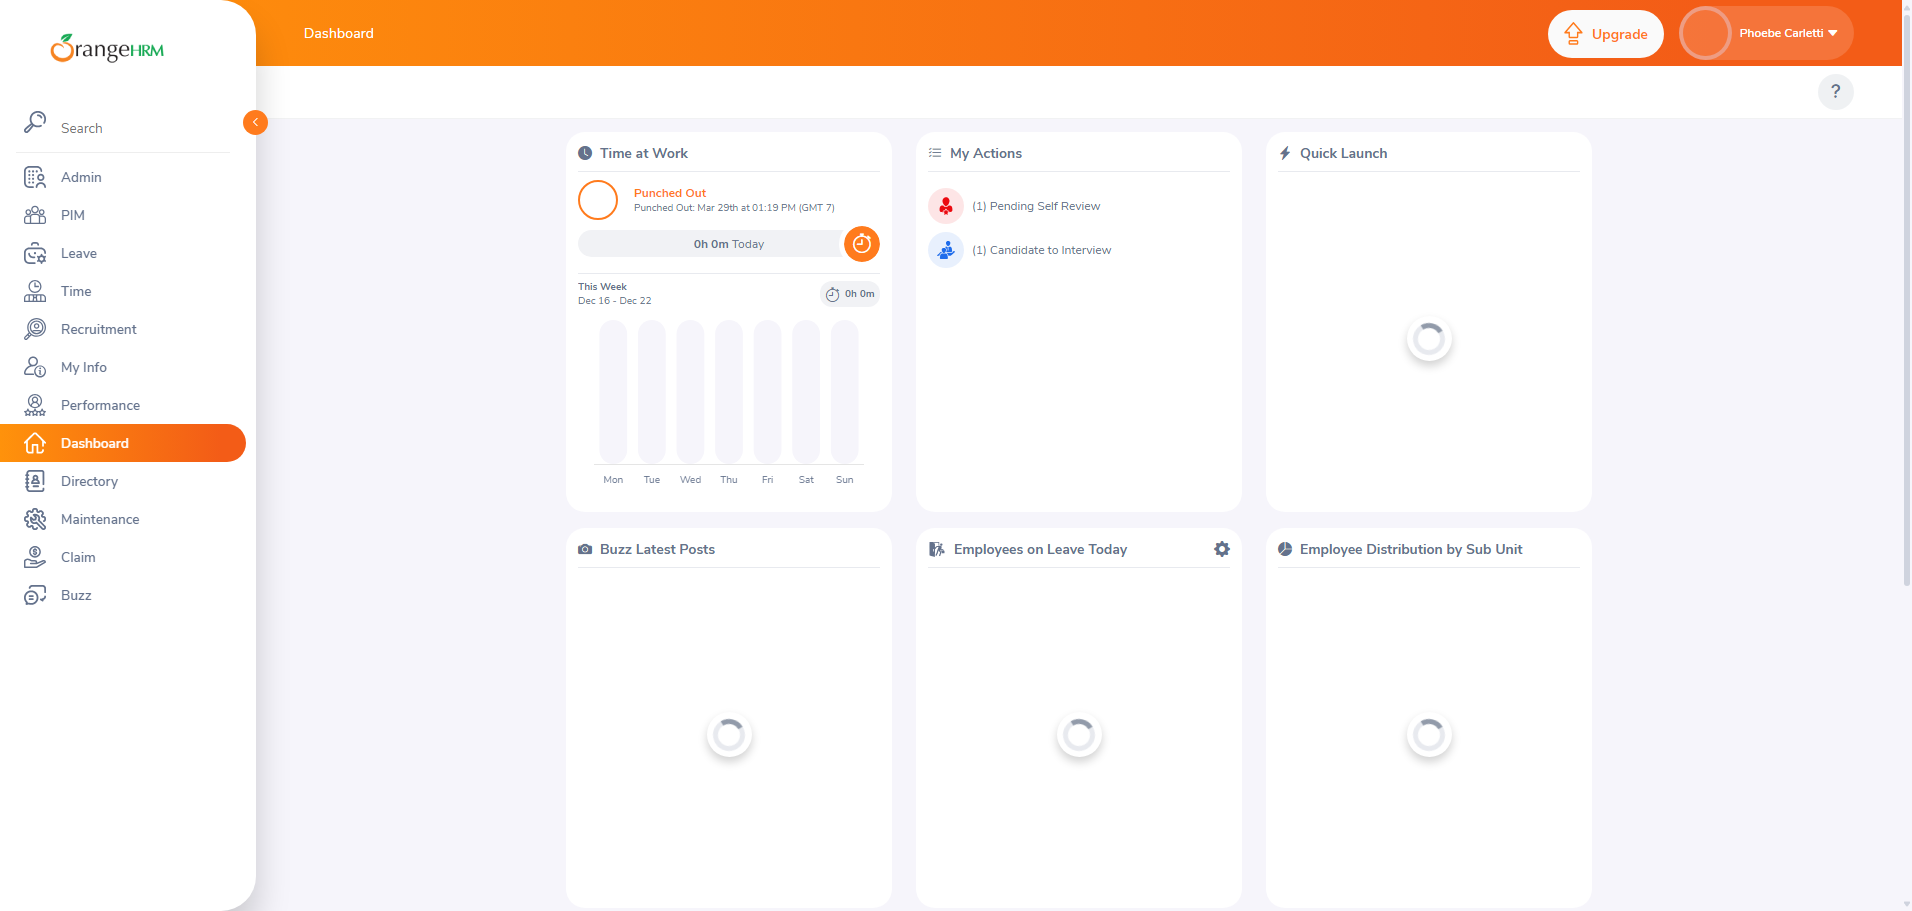 OrangeHRM
Search
Admin
PIM
Leave
Time
Recruitment
My Info
Performance
Dashboard
Directory
Maintenance
Claim
Buzz
Dashboard
Upgrade
Phoebe Carletti
?
Time at Work
Punched Out
Punched Out: Mar 29th at 01:19 PM (GMT 7)
0h 0m Today
This Week
Dec 16 - Dec 22
0h 0m
Mon Tue Wed Thu Fri Sat Sun
My Actions
(1) Pending Self Review
(1) Candidate to Interview
Quick Launch
Buzz Latest Posts
Employees on Leave Today
Employee Distribution by Sub Unit